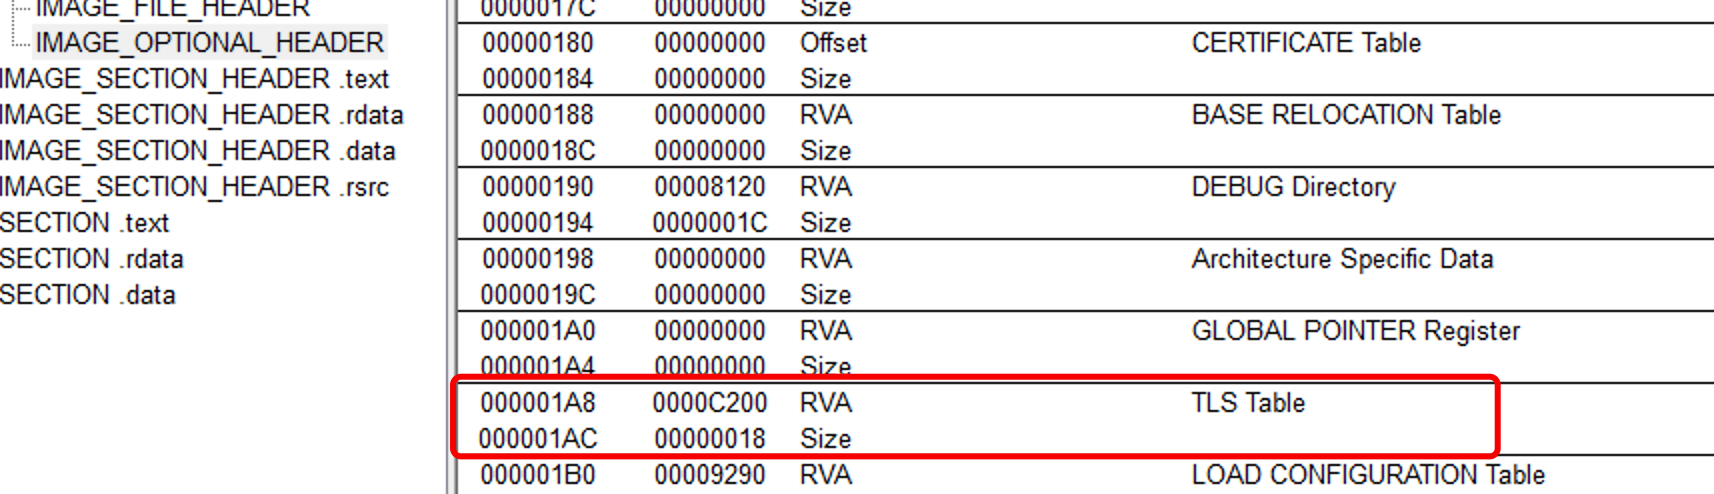 IMAGE_FILE_HEADER
IMAGE_OPTIONAL_HEADER
IMAGE_SECTION_HEADER .text
IMAGE_SECTION_HEADER .rdata
IMAGE_SECTION_HEADER .data
IMAGE_SECTION_HEADER .rsrc
SECTION .text
SECTION .rdata
SECTION .data
0000017C 00000000 Size
00000180 00000000 Offset CERTIFICATE Table
00000184 00000000 Size
00000188 00000000 RVA BASE RELOCATION Table
0000018C 00000000 Size
00000190 00008120 RVA DEBUG Directory
00000194 0000001C Size
00000198 00000000 RVA Architecture Specific Data
0000019C 00000000 Size
000001A0 00000000 RVA GLOBAL POINTER Register
000001A4 00000000 Size
000001A8 0000C200 RVA TLS Table
000001AC 00000018 Size
000001B0 00009290 RVA LOAD CONFIGURATION Table